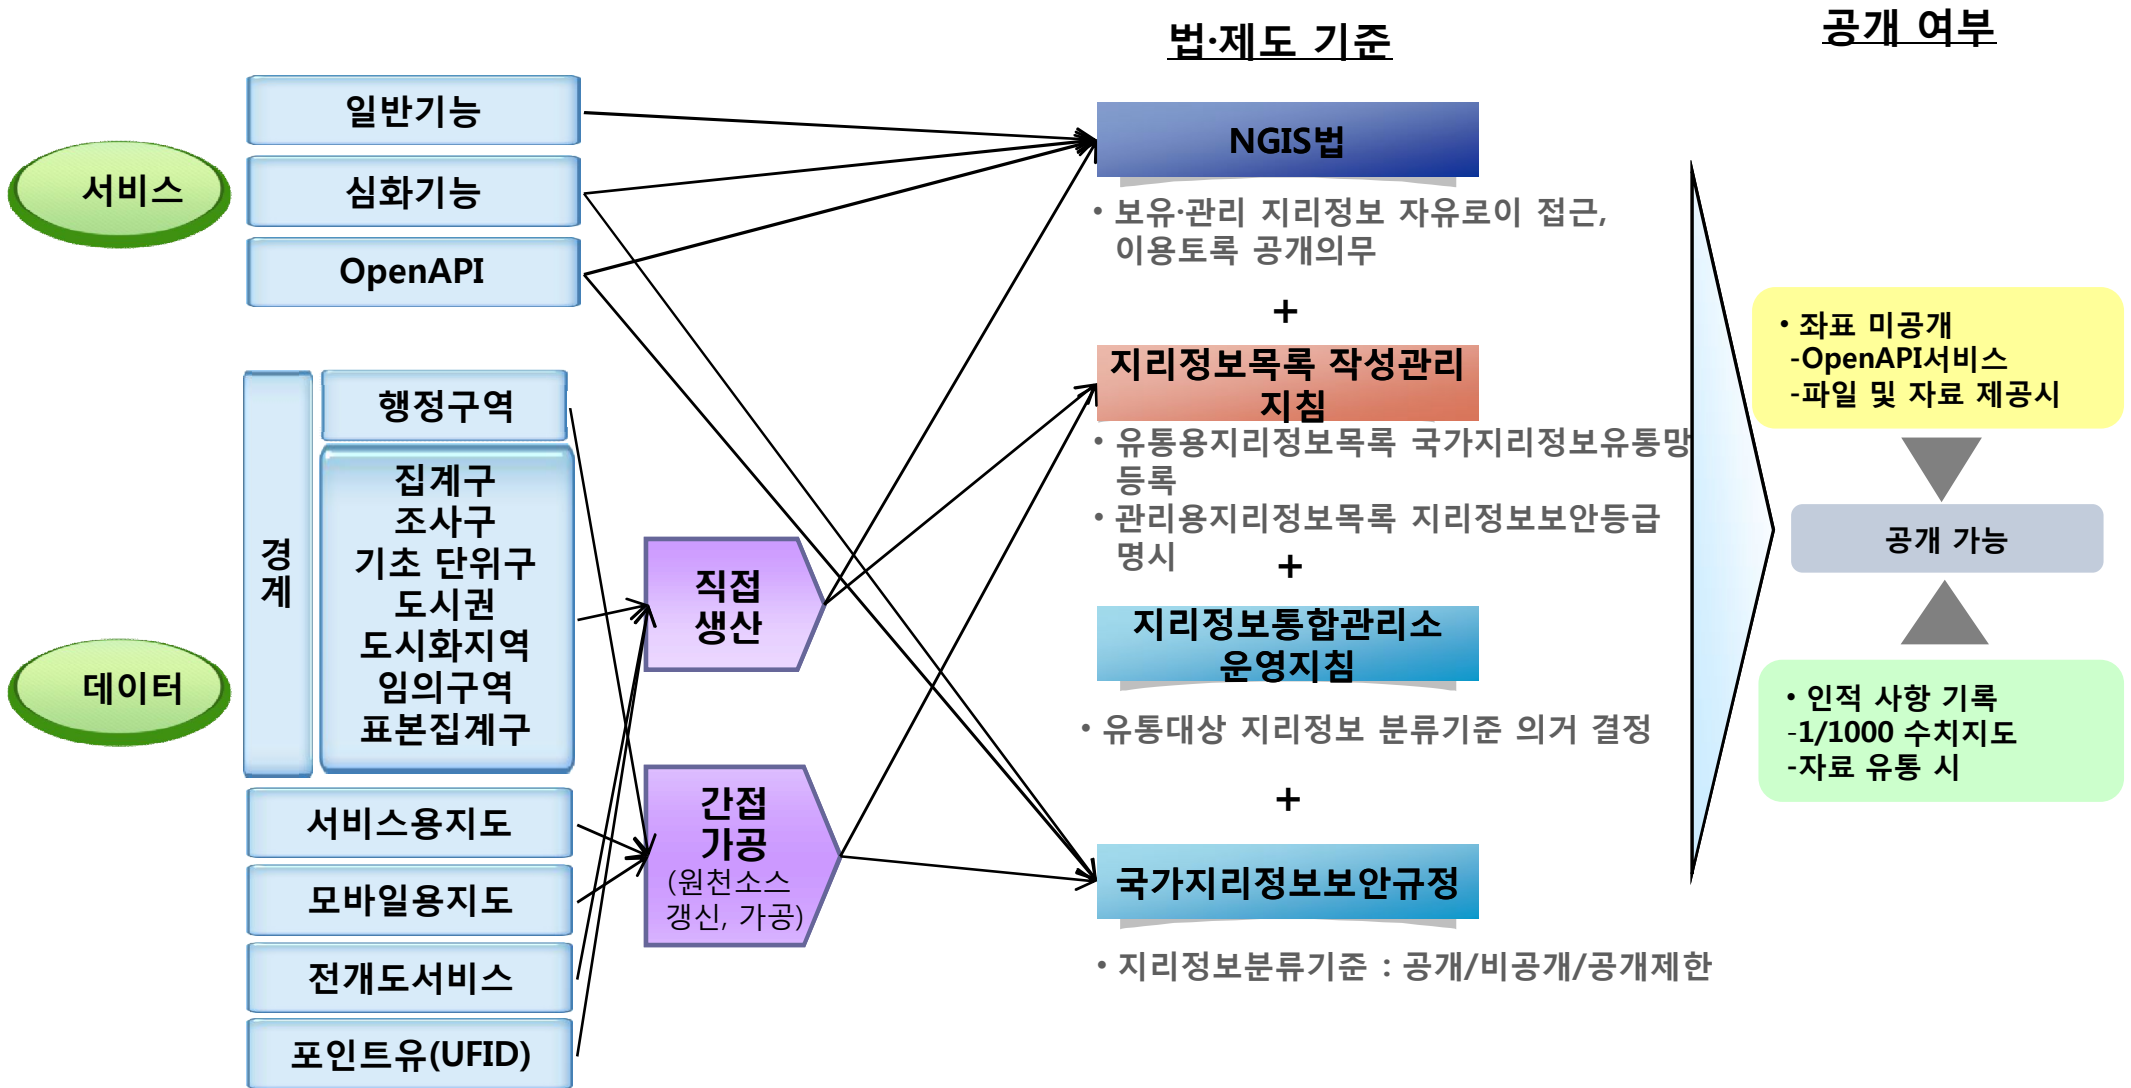 법·제도 기준
공개 여부
서비스
일반기능
심화기능
OpenAPI
데이터
경
계
행정구역
집계구
조사구
기초 단위구
도시권
도시화지역
임의구역
표본집계구
서비스용지도
모바일용지도
전개도서비스
포인트유(UFID)
직접
생산
간접
가공
(원천소스
갱신, 가공)
NGIS법
• 보유·관리 지리정보 자유로이 접근,
이용토록 공개의무
+
지리정보목록 작성관리
지침
• 유통용지리정보목록 국가지리정보유통망
등록
• 관리용지리정보목록 지리정보보안등급
명시
+
지리정보통합관리소
운영지침
• 유통대상 지리정보 분류기준 의거 결정
+
국가지리정보보안규정
• 지리정보분류기준 : 공개/비공개/공개제한
• 좌표 미공개
-OpenAPI서비스
-파일 및 자료 제공시
공개 가능
• 인적 사항 기록
-1/1000 수치지도
-자료 유통 시